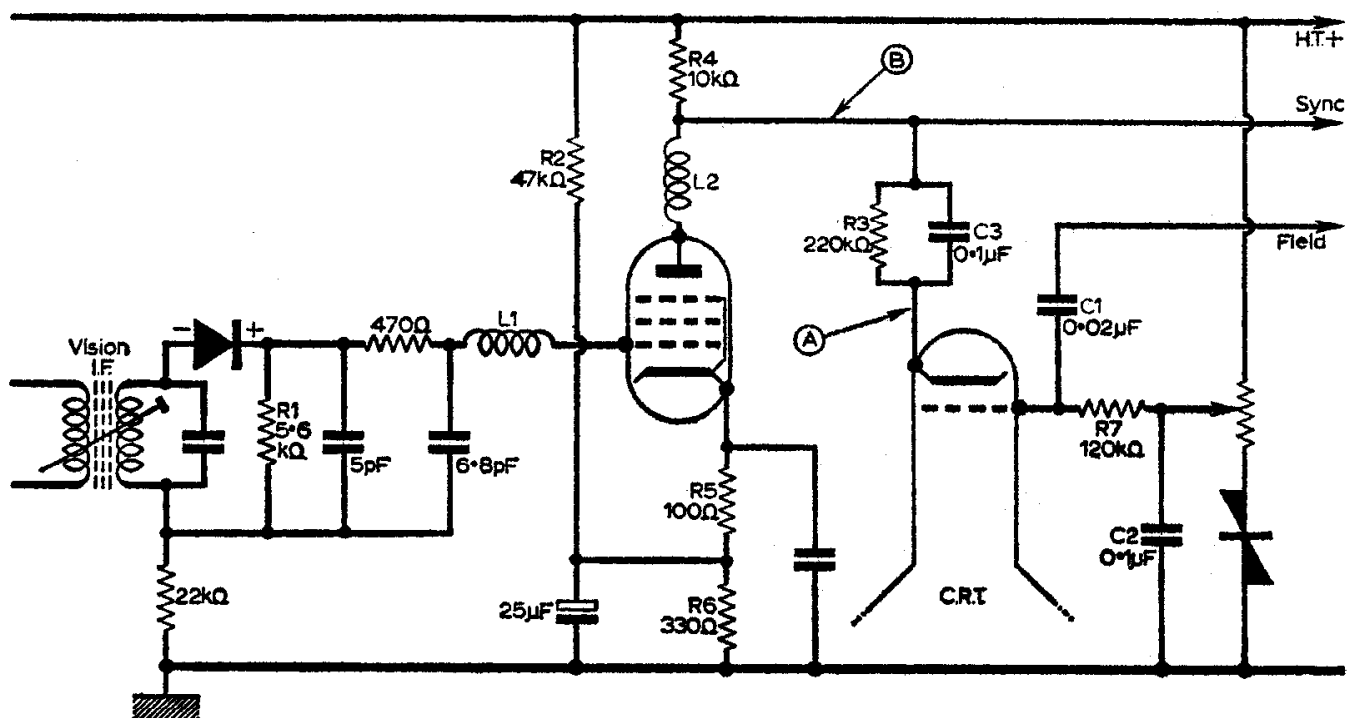 H.T.+
R4
10kΩ
B
Sync
R2
47kΩ
L2
R3
220kΩ
C3
0·1µF
Field
C1
0·02µF
Vision
I.F.
- +
470Ω
L1
A
R1
5·6
kΩ
5pF
6·8pF
R7
120kΩ
R5
100Ω
C2
0·1µF
22kΩ
25µF
R6
330Ω
C.R.T.